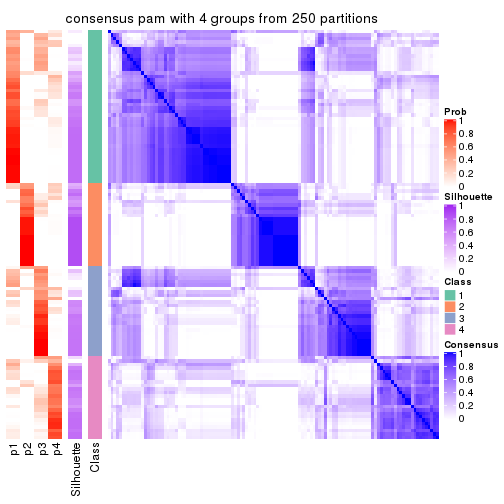 consensus pam with 4 groups from 250 partitions
Prob
1
0.8
0.6
0.4
0.2
0
Silhouette
1
0.8
0.6
0.4
0.2
0
Class
1
2
3
4
Consensus
1
0.8
0.6
0.4
0.2
0
p1
p2
p3
p4
Silhouette
Class